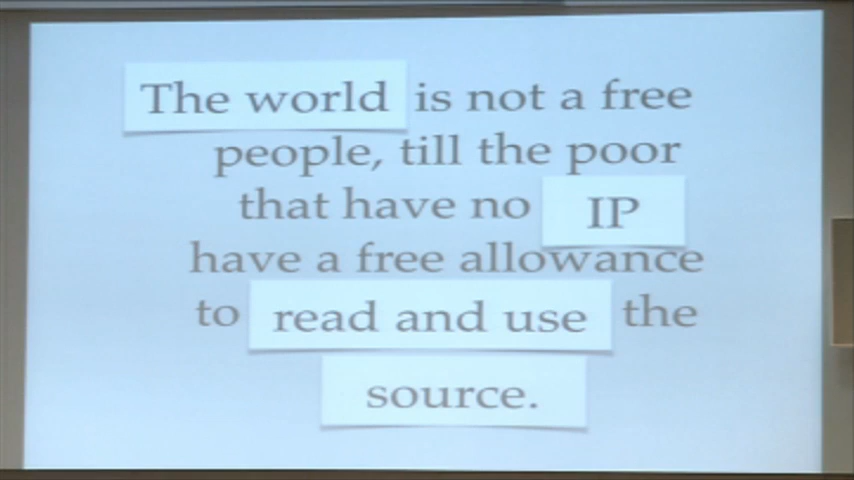 The world is not a free
people, till the poor
that have no IP
have a free allowance
to read and use the
source.